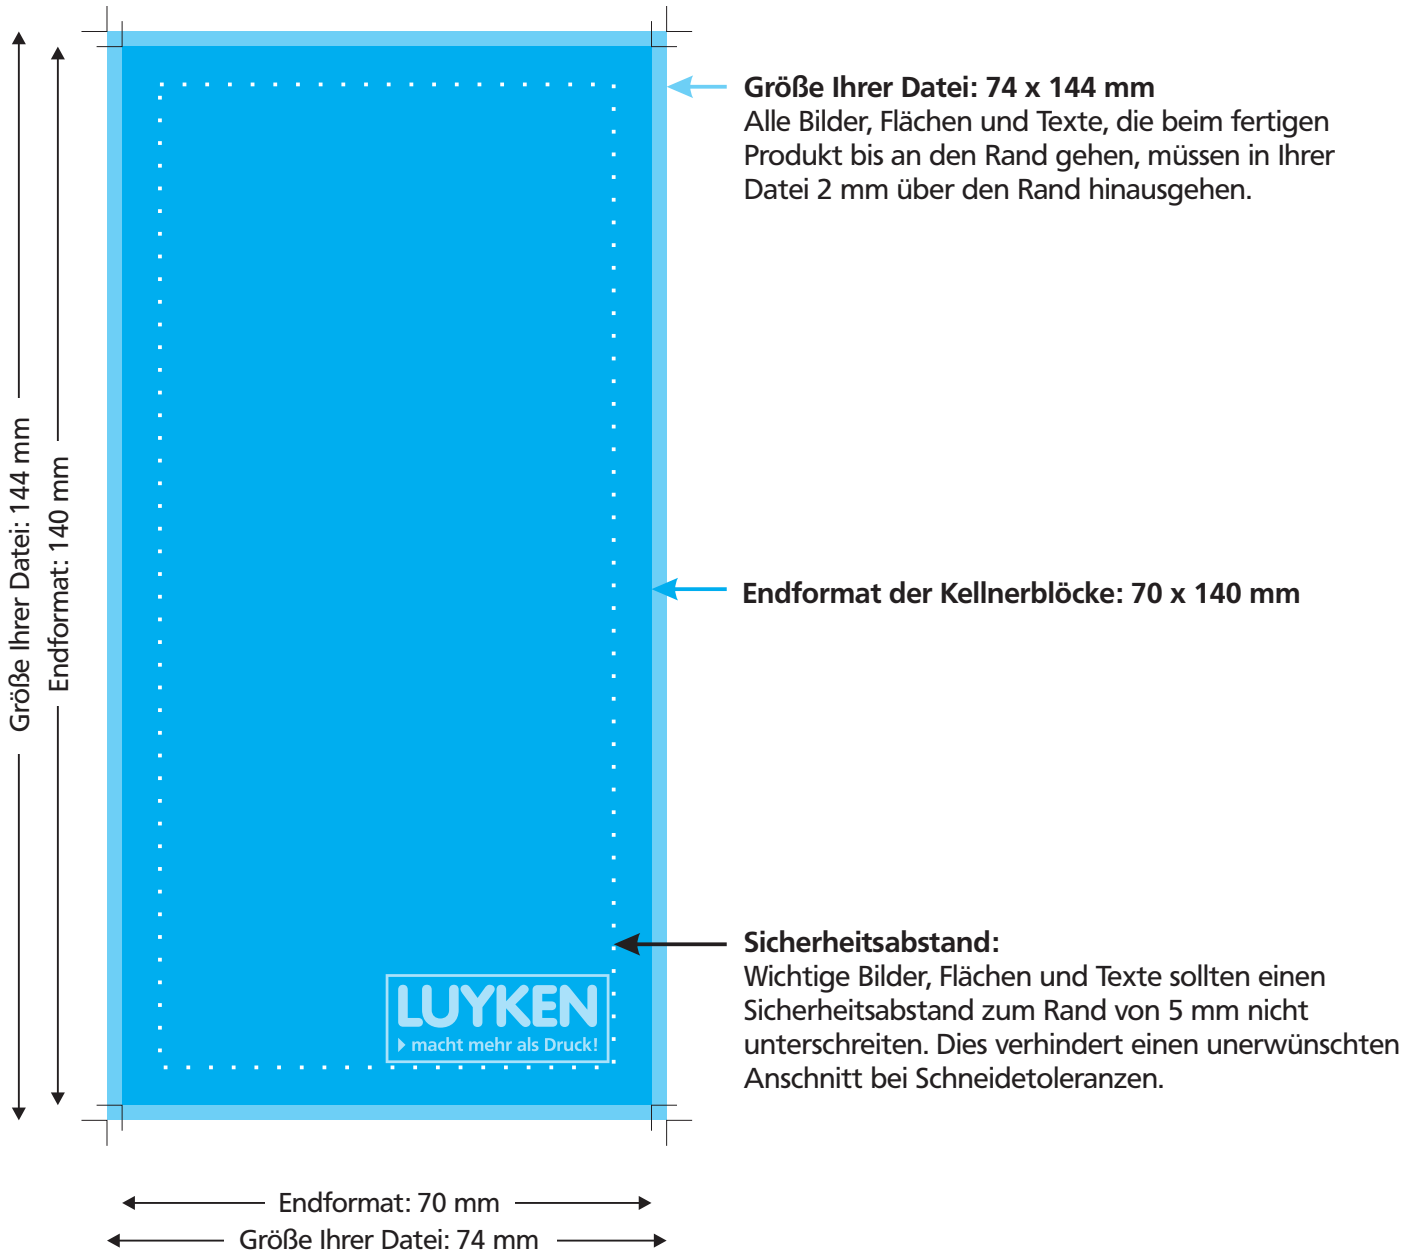 Größe Ihrer Datei: 74 x 144 mm
Alle Bilder, Flächen und Texte, die beim fertigen
Produkt bis an den Rand gehen, müssen in Ihrer
Datei 2 mm über den Rand hinausgehen.
Größe Ihrer Datei: 144 mm
Endformat: 140 mm
Endformat der Kellnerblöcke: 70 x 140 mm
Sicherheitsabstand:
Wichtige Bilder, Flächen und Texte sollten einen
Sicherheitsabstand zum Rand von 5 mm nicht
unterschreiten. Dies verhindert einen unerwünschten
Anschnitt bei Schneidetoleranzen.
LUYKEN
macht mehr als Druck!
Endformat: 70 mm
Größe Ihrer Datei: 74 mm